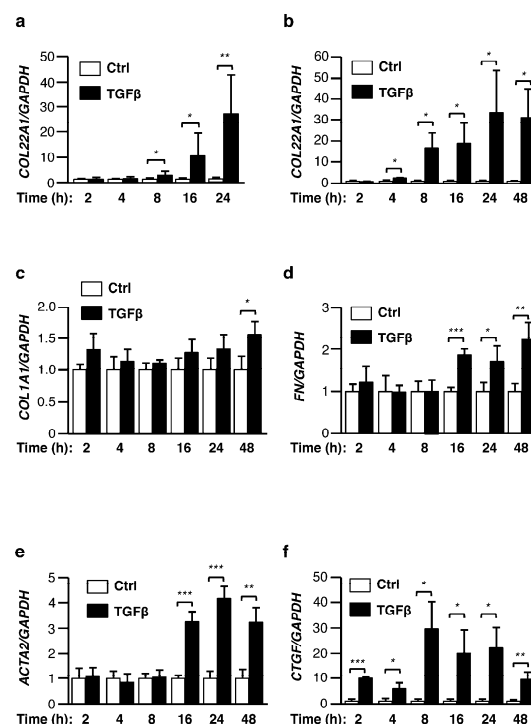 a
COL22A1/GAPDH
50
40
30
20
10
0
Ctrl
TGFβ
*
*
**
Time (h): 2 4 8 16 24
b
COL22A1/GAPDH
60
50
40
30
20
10
0
Ctrl
TGFβ
*
*
*
*
*
Time (h): 2 4 8 16 24 48
c
COL1A1/GAPDH
2.0
1.5
1.0
0.5
0
Ctrl
TGFβ
*
Time (h): 2 4 8 16 24 48
d
FN/GAPDH
3
2
1
0
Ctrl
TGFβ
***
*
**
Time (h): 2 4 8 16 24 48
e
ACTA2/GAPDH
5
4
3
2
1
0
Ctrl
TGFβ
***
***
**
Time (h): 2 4 8 16 24 48
f
CTGF/GAPDH
50
40
30
20
10
0
Ctrl
TGFβ
***
*
*
*
*
**
Time (h): 2 4 8 16 24 48